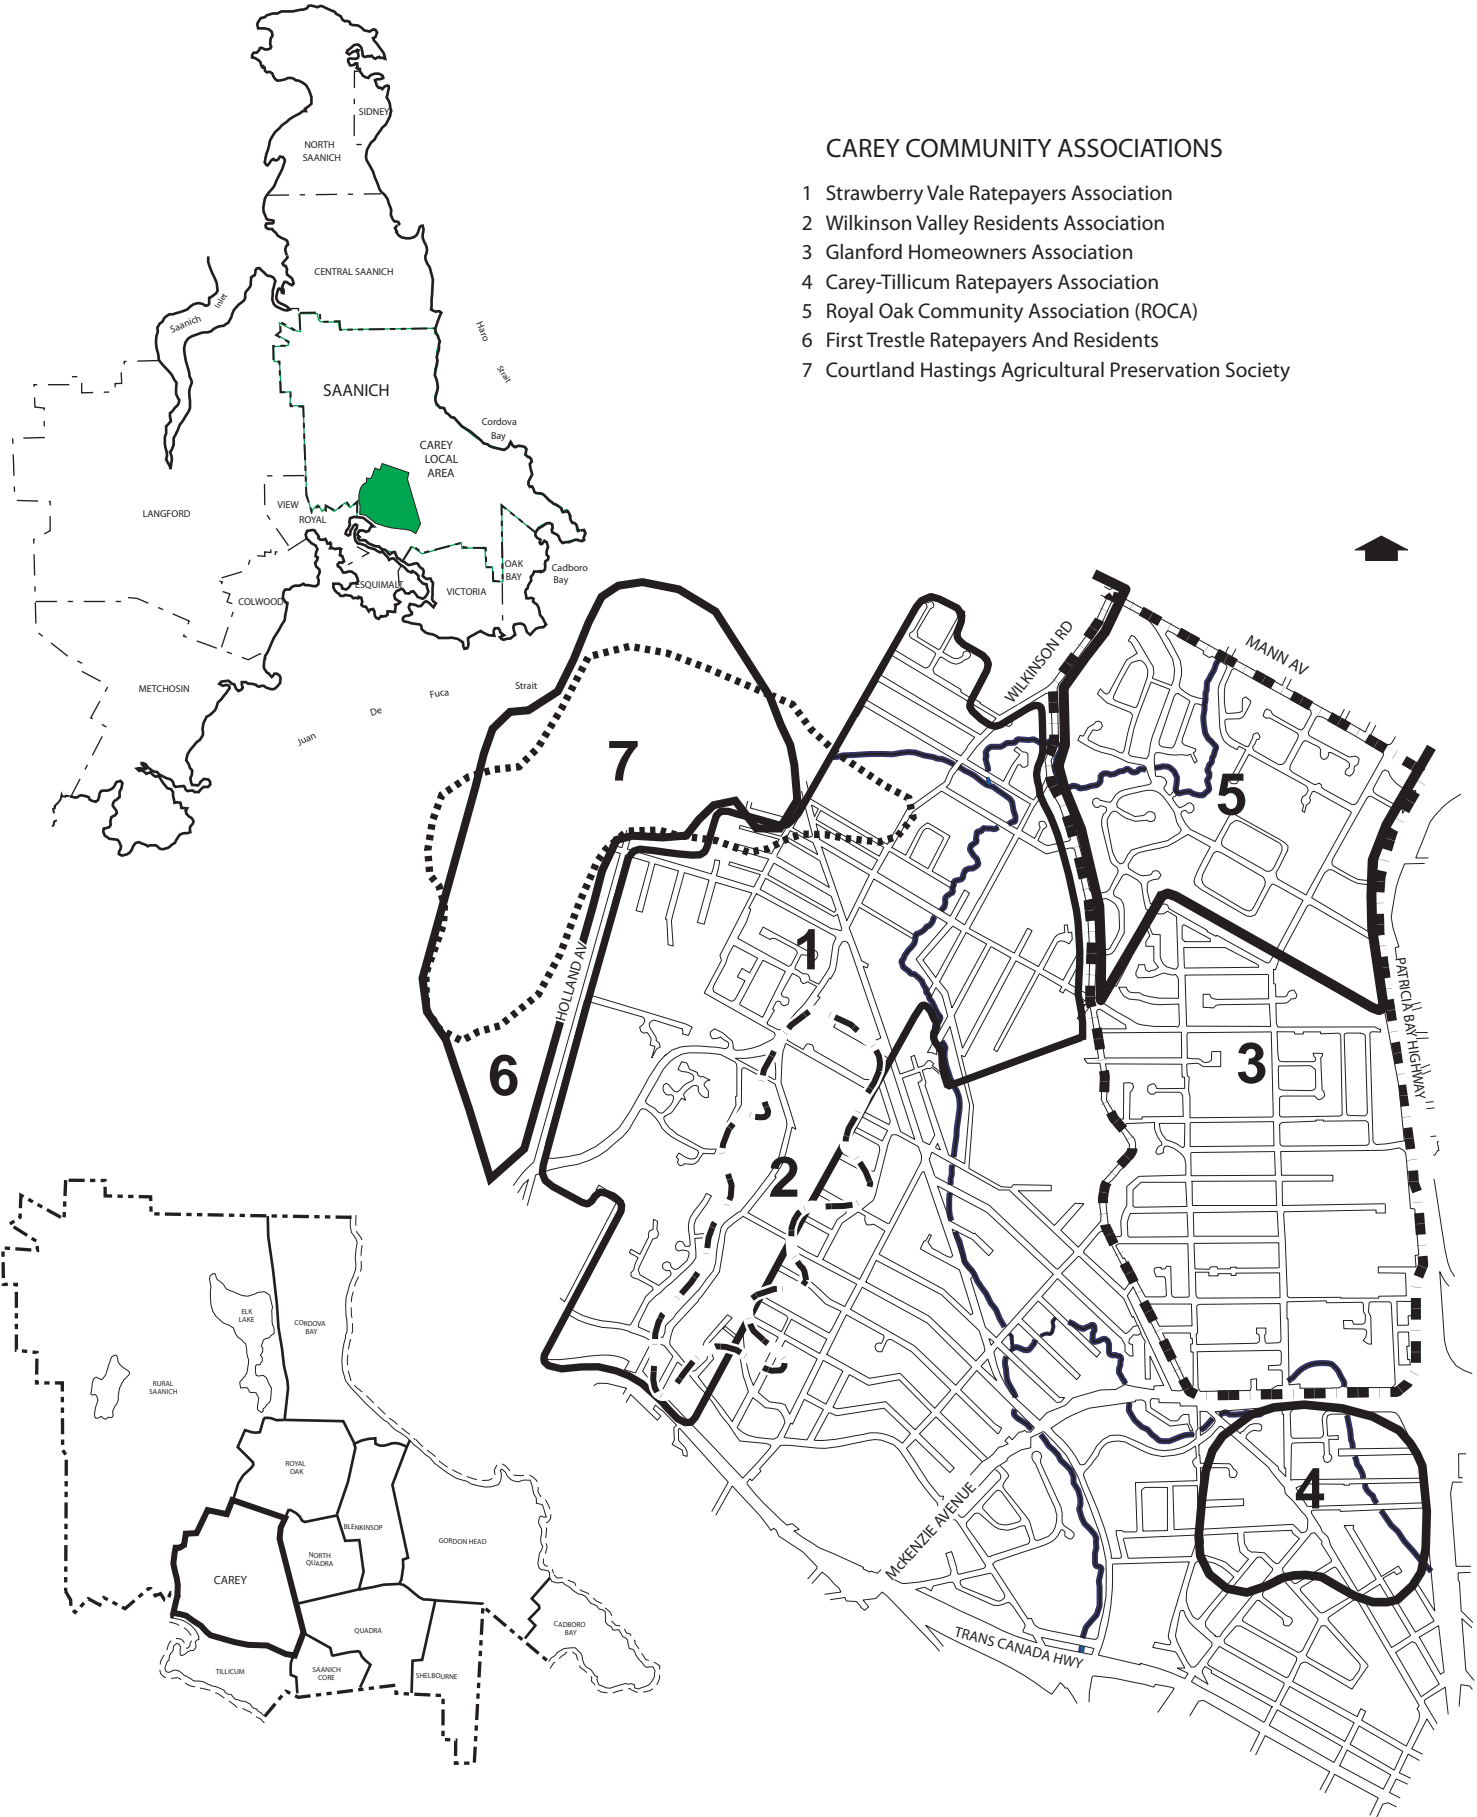 SIDNEY
NORTH
SAANICH
CENTRAL SAANICH
Saanich
Inlet
Haro
Strait
SAANICH
Cordova
Bay
CAREY
LOCAL
AREA
LANGFORD
VIEW
ROYAL
ESQUIMALT
VICTORIA
OAK
BAY
Cadboro
Bay
COLWOOD
METCHOSIN
Juan
De
Fuca
Strait
CAREY COMMUNITY ASSOCIATIONS
1 Strawberry Vale Ratepayers Association
2 Wilkinson Valley Residents Association
3 Glanford Homeowners Association
4 Carey-Tillicum Ratepayers Association
5 Royal Oak Community Association (ROCA)
6 First Trestle Ratepayers And Residents
7 Courtland Hastings Agricultural Preservation Society
WILKINSON RD
MANN AV
7
5
1
HOLLAND AV
PATRICIA BAY HIGHWAY
6
3
2
4
McKENZIE AVENUE
TRANS CANADA HWY
ELK
LAKE
CORDOVA
BAY
RURAL
SAANICH
ROYAL
OAK
BLENKINSOP
NORTH
QUADRA
GORDON HEAD
CAREY
QUADRA
CADBORO
BAY
TILLICUM
SAANICH
CORE
SHELBOURNE